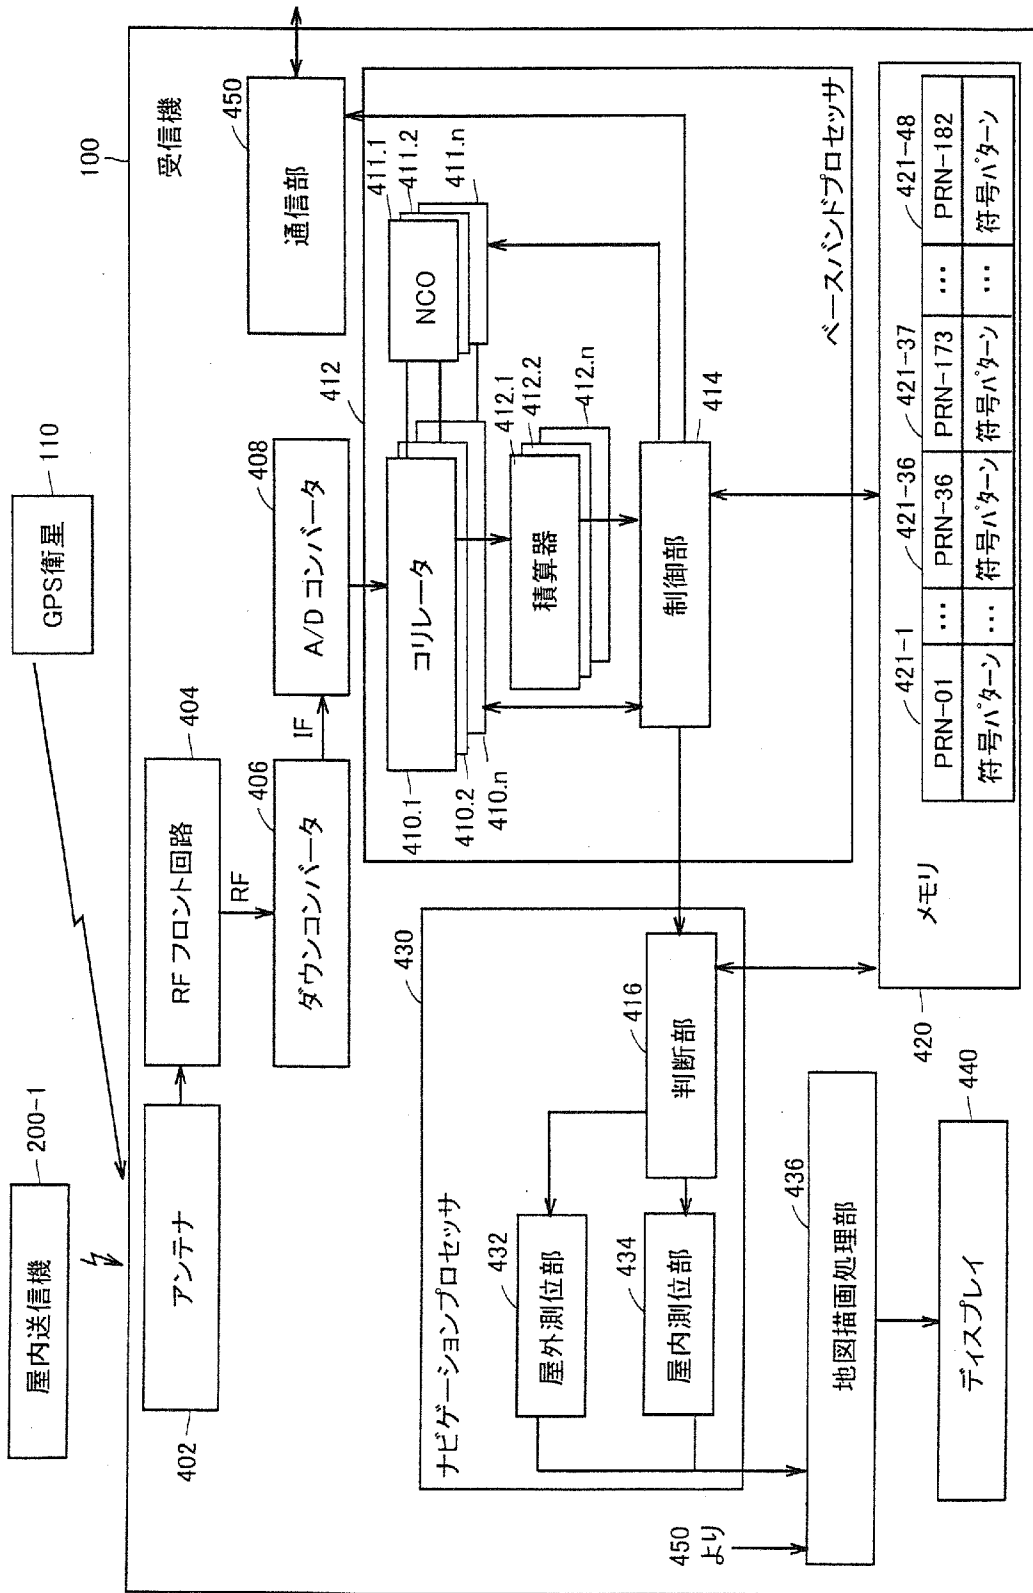 屋内送信機
200-1
GPS衛星
110
100
受信機
アンテナ
402
RFフロント回路
404
RF
ダウンコンバータ
406
IF
A/Dコンバータ
408
通信部
450
412
コリレータ
410.1
410.2
410.n
NCO
411.1
411.2
411.n
積算器
412.1
412.2
412.n
制御部
414
ベースバンドプロセッサ
ナビゲーションプロセッサ
430
判断部
416
屋外測位部
432
屋内測位部
434
450
より
地図描画処理部
436
ディスプレイ
440
メモリ
420
421-1
421-36
421-37
421-48
PRN-01
…
PRN-36
PRN-173
…
PRN-182
符号パターン
…
符号パターン
符号パターン
…
符号パターン